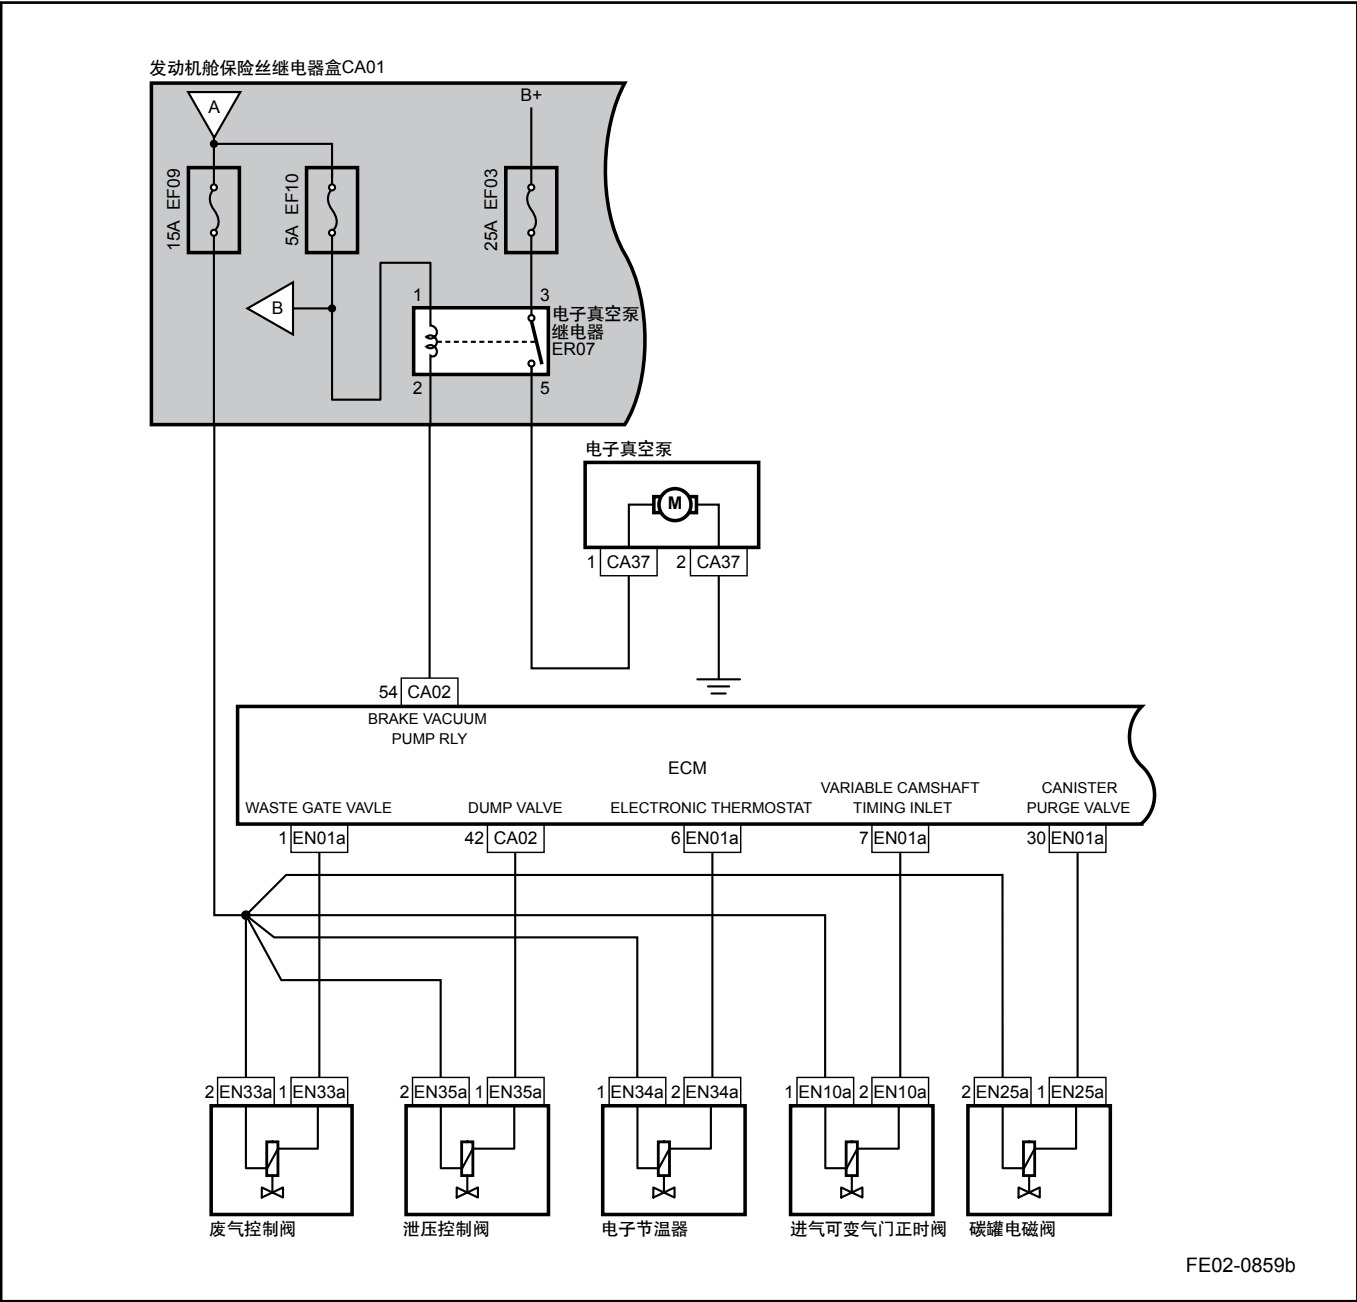 发动机舱保险丝继电器盒CA01
A
B+
15A EF09
5A EF10
25A EF03
B
1
3
电子真空泵
继电器
ER07
2
5
电子真空泵
M
1 CA37 2 CA37
54 CA02
BRAKE VACUUM
PUMP RLY
ECM
VARIABLE CAMSHAFT
TIMING INLET
CANISTER
PURGE VALVE
WASTE GATE VAVLE
DUMP VALVE
ELECTRONIC THERMOSTAT
1 EN01a 42 CA02 6 EN01a 7 EN01a 30 EN01a
2 EN33a 1 EN33a 2 EN35a 1 EN35a 1 EN34a 2 EN34a 1 EN10a 2 EN10a 2 EN25a 1 EN25a
废气控制阀 泄压控制阀 电子节温器 进气可变气门正时阀 碳罐电磁阀
FE02-0859b